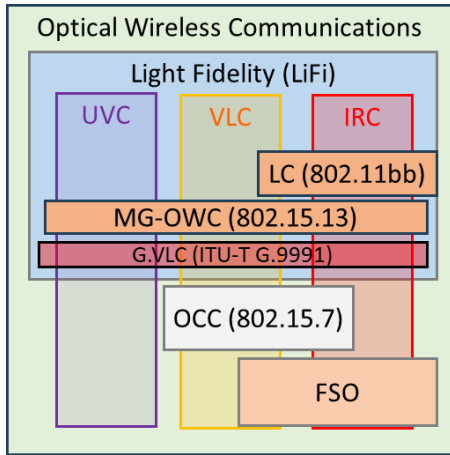 Optical Wireless Communications
Light Fidelity (LiFi)
UVC VLC IRC
LC (802.11bb)
MG-OWC (802.15.13)
G.VLC (ITU-T G.9991)
OCC (802.15.7)
FSO